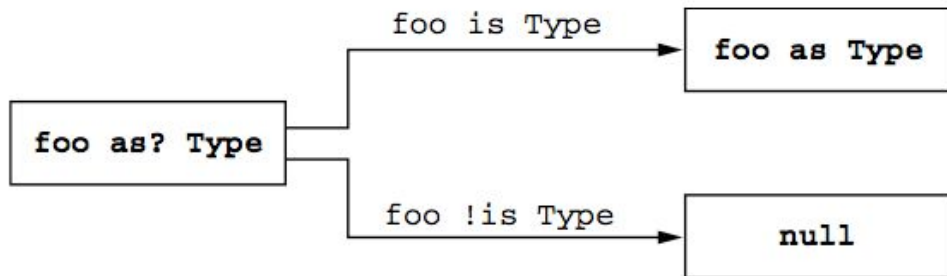 foo is Type
foo as Type
foo as? Type
foo !is Type
null